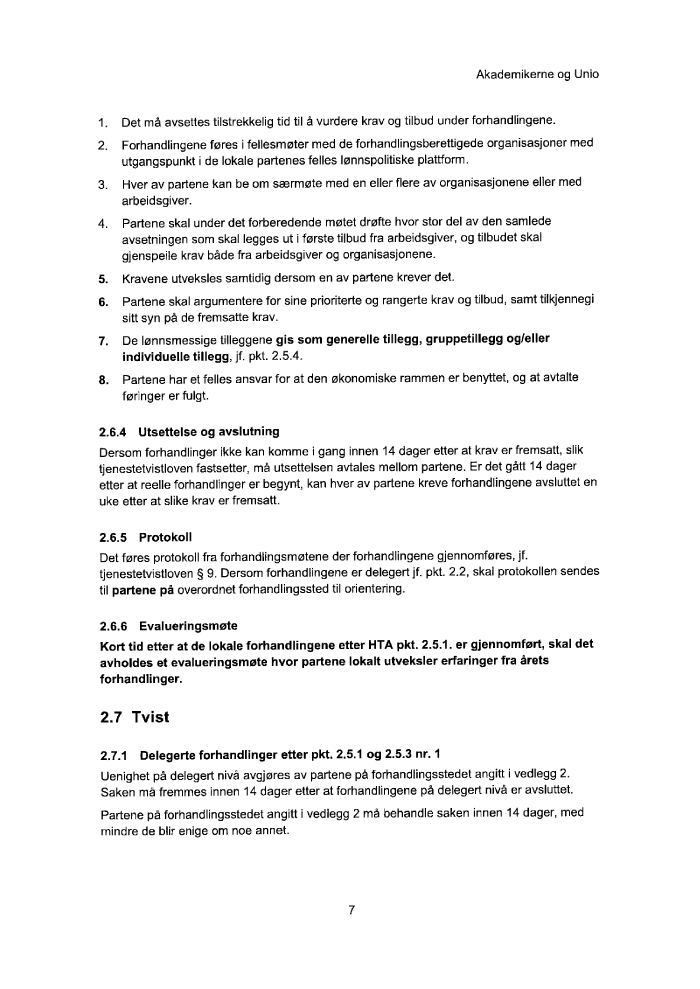 Akademikerne og Unio
1. Det må avsettes tilstrekkelig tid til å vurdere krav og tilbud under forhandlingene.
2. Forhandlingene føres i fellesmøter med de forhandlingsberettigede organisasjoner med
utgangspunkt i de lokale partenes felles lønnspolitiske plattform.
3. Hver av partene kan be om særmøte med en eller flere av organisasjonene eller med
arbeidsgiver.
4. Partene skal under det forberedende møtet drøfte hvor stor del av den samlede
avsetningen som skal legges ut i første tilbud fra arbeidsgiver, og tilbudet skal
gjenspeile krav både fra arbeidsgiver og organisasjonene.
5. Kravene utveksles samtidig dersom en av partene krever det.
6. Partene skal argumentere for sine prioriterte og rangerte krav og tilbud, samt tilkjennegi
sitt syn på de fremsatte krav.
7. De lønnsmessige tilleggene gis som generelle tillegg, gruppetillegg og/eller
individuelle tillegg, jf. pkt. 2.5.4.
8. Partene har et felles ansvar for at den økonomiske rammen er benyttet, og at avtalte
føringer er fulgt.
2.6.4 Utsettelse og avslutning
Dersom forhandlinger ikke kan komme i gang innen 14 dager etter at krav er fremsatt, slik
tjenestetvistloven fastsetter, må utsettelsen avtales mellom partene. Er det gått 14 dager
etter at reelle forhandlinger er begynt, kan hver av partene kreve forhandlingene avsluttet en
uke etter at slike krav er fremsatt.
2.6.5 Protokoll
Det føres protokoll fra forhandlingsmøtene der forhandlingene gjennomføres, jf.
tjenestetvistloven § 9. Dersom forhandlingene er delegert jf. pkt. 2.2, skal protokollen sendes
til partene på overordnet forhandlingssted til orientering.
2.6.6 Evalueringsmøte
Kort tid etter at de lokale forhandlingene etter HTA pkt. 2.5.1. er gjennomført, skal det
avholdes et evalueringsmøte hvor partene lokalt utveksler erfaringer fra årets
forhandlinger.
2.7 Tvist
2.7.1 Delegerte forhandlinger etter pkt. 2.5.1 og 2.5.3 nr. 1
Uenighet på delegert nivå avgjøres av partene på forhandlingsstedet angitt i vedlegg 2.
Saken må fremmes innen 14 dager etter at forhandlingene på delegert nivå er avsluttet.
Partene på forhandlingsstedet angitt i vedlegg 2 må behandle saken innen 14 dager, med
mindre de blir enige om noe annet.
7